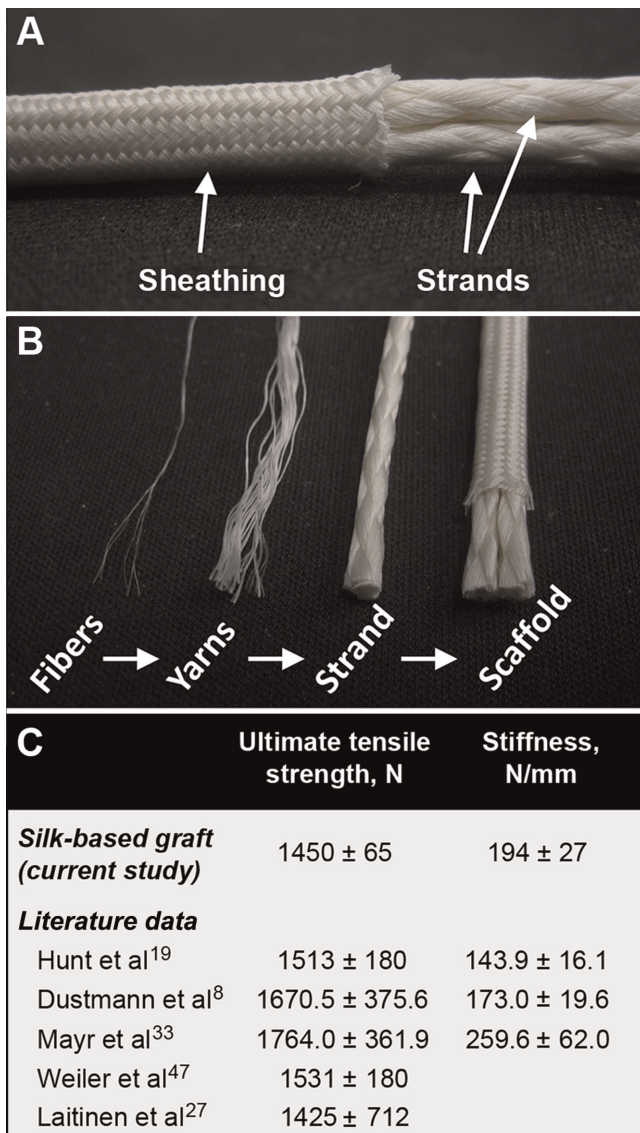 A
Sheathing
Strands
B
Fibers
Yarns
Strand
Scaffold
C
Ultimate tensile strength, N
Stiffness, N/mm
Silk-based graft (current study)
1450 ± 65
194 ± 27
Literature data
Hunt et al19 1513 ± 180 143.9 ± 16.1
Dustmann et al8 1670.5 ± 375.6 173.0 ± 19.6
Mayr et al33 1764.0 ± 361.9 259.6 ± 62.0
Weiler et al47 1531 ± 180
Laitinen et al27 1425 ± 712